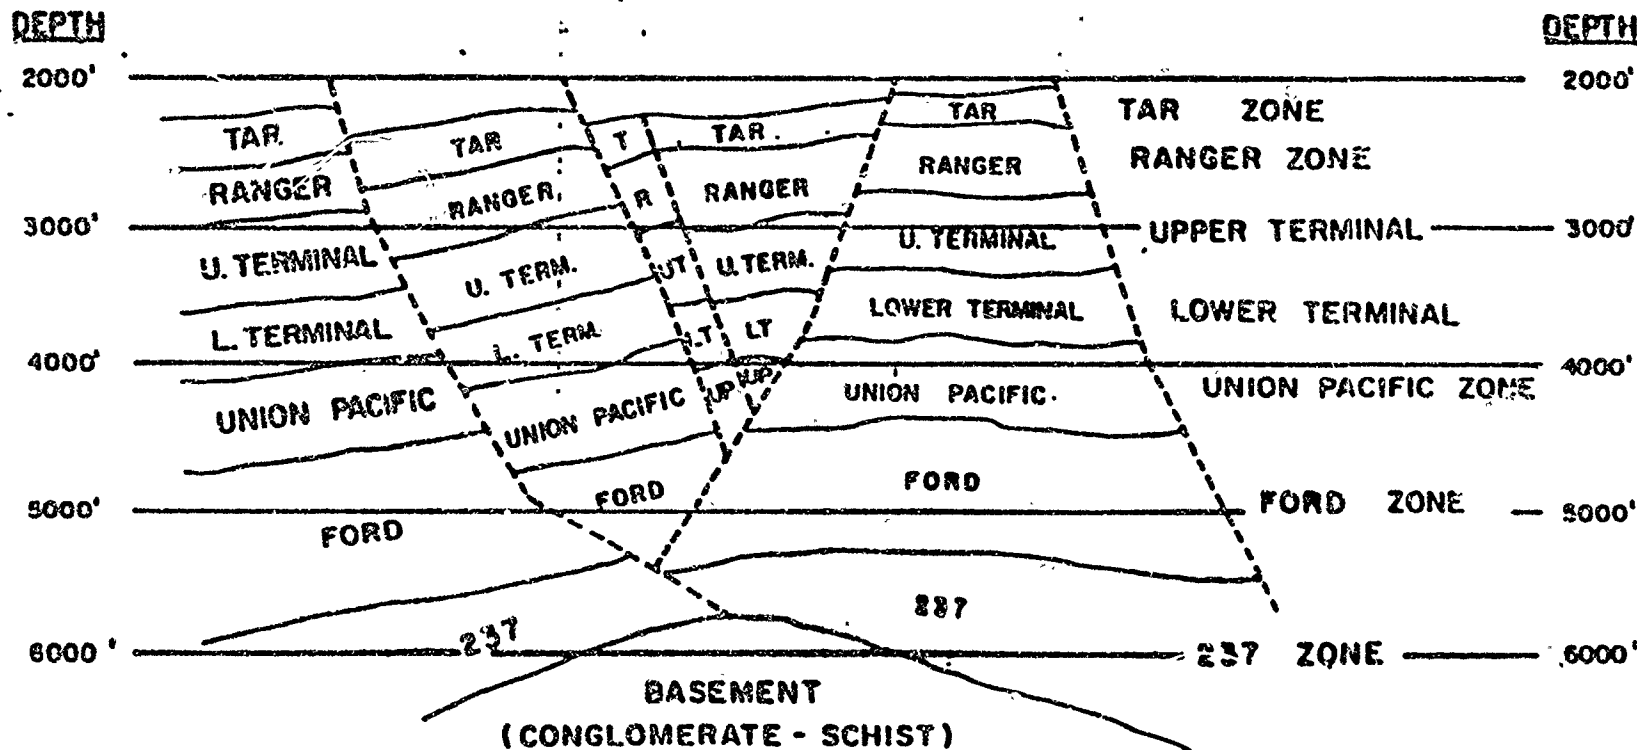 DEPTH DEPTH
2000' 2000'
TAR TAR T TAR. TAR TAR ZONE
RANGER RANGER, R RANGER RANGER RANGER ZONE
3000' UPPER TERMINAL 3000'
U. TERMINAL U. TERM. UT U. TERM. U. TERMINAL
L. TERMINAL L. TERM. LT LT LOWER TERMINAL LOWER TERMINAL
4000' 4000'
UNION PACIFIC UNION PACIFIC UP UP UNION PACIFIC. UNION PACIFIC ZONE
FORD FORD FORD
5000' FORD ZONE 5000'
237 237
6000' 237 ZONE 6000'
BASEMENT
(CONGLOMERATE - SCHIST)